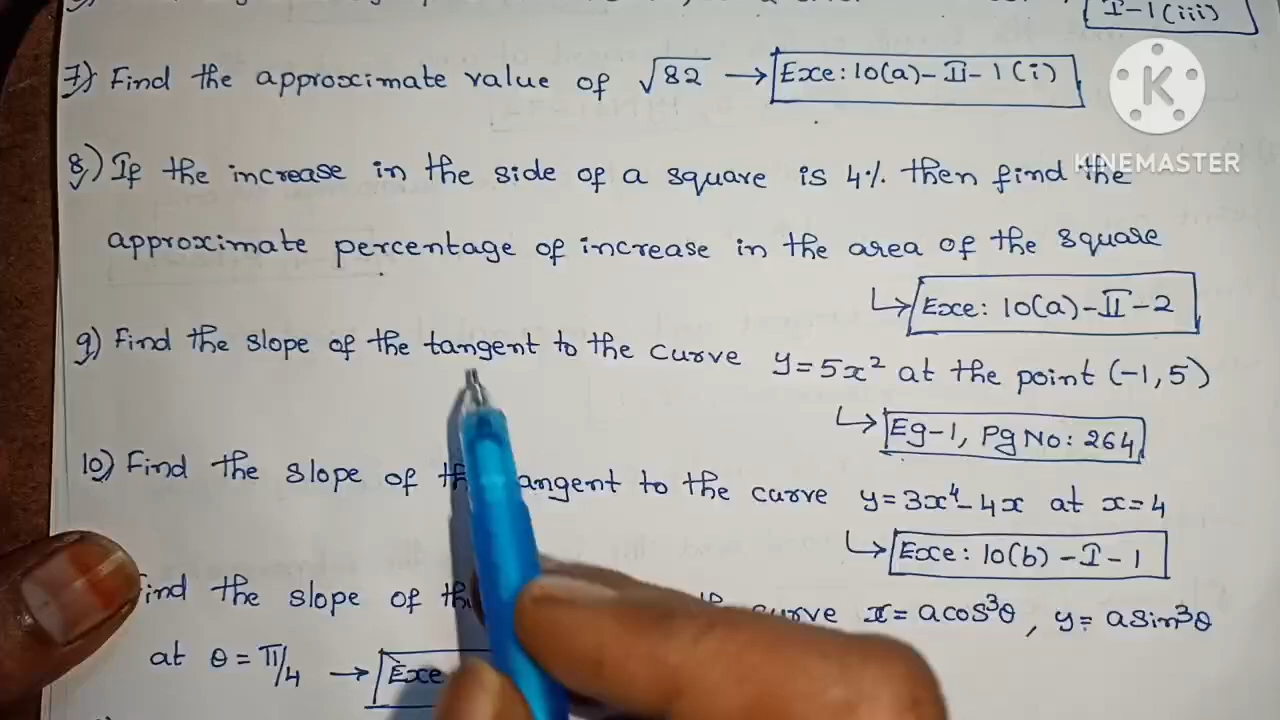 I-1(iii)
7) Find the approximate value of √82 → Exe: 10(a)-II-1(i)
KINEMASTER
8) If the increase in the side of a square is 4% then find the
approximate percentage of increase in the area of the square
↳ Exe: 10(a)-II-2
9) Find the slope of the tangent to the curve y=5x² at the point (-1,5)
↳ Eg-1, Pg No: 264
10) Find the slope of the tangent to the curve y=3x⁴-4x at x=4
↳ Exe: 10(b)-I-1
Find the slope of the curve x=acos³θ, y=asin³θ
at θ=π/4 → Exe